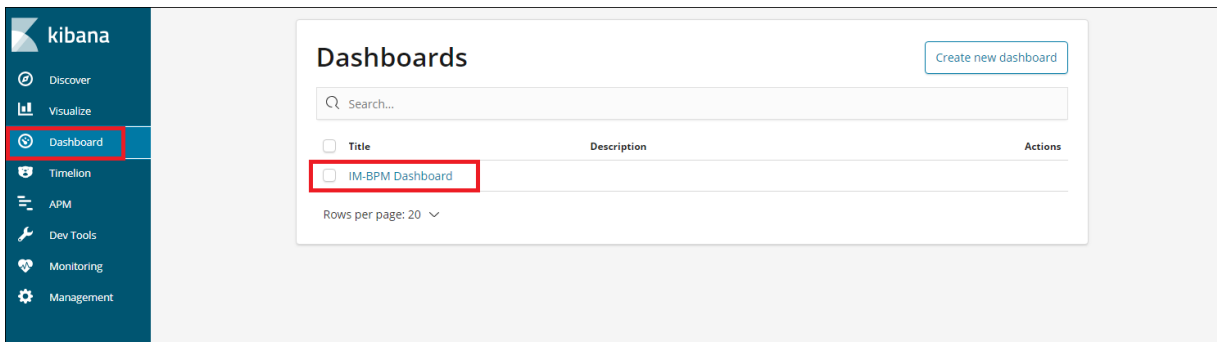 kibana
Discover
Visualize
Dashboard
Timelion
APM
Dev Tools
Monitoring
Management
Dashboards
Create new dashboard
Search...
Title Description Actions
IM-BPM Dashboard
Rows per page: 20